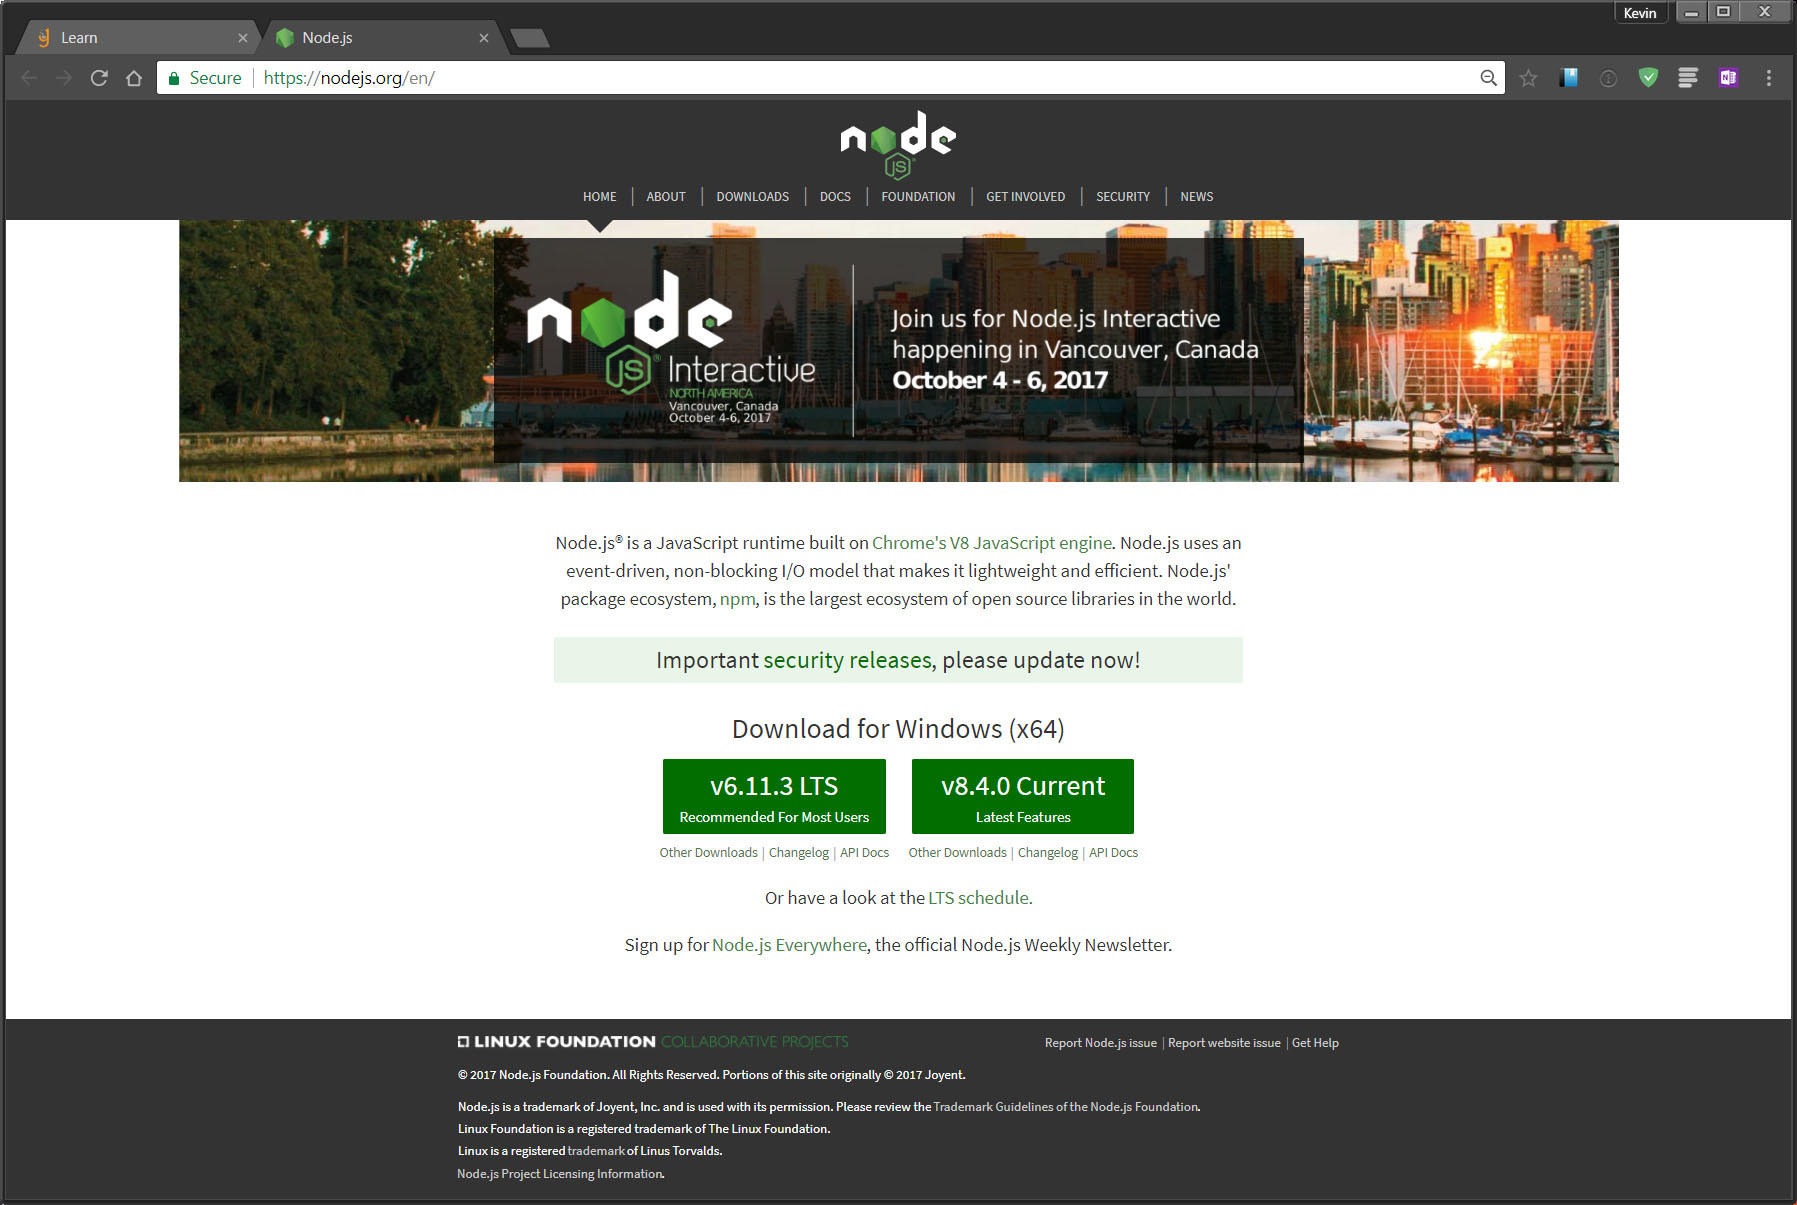 Kevin
Learn
Node.js
Secure
https://nodejs.org/en/
node
JS
HOME
ABOUT
DOWNLOADS
DOCS
FOUNDATION
GET INVOLVED
SECURITY
NEWS
node
JS
Interactive
NORTH AMERICA
Vancouver, Canada
October 4-6, 2017
Join us for Node.js Interactive
happening in Vancouver, Canada
October 4 - 6, 2017
Node.js® is a JavaScript runtime built on Chrome's V8 JavaScript engine. Node.js uses an
event-driven, non-blocking I/O model that makes it lightweight and efficient. Node.js'
package ecosystem, npm, is the largest ecosystem of open source libraries in the world.
Important security releases, please update now!
Download for Windows (x64)
v6.11.3 LTS
Recommended For Most Users
v8.4.0 Current
Latest Features
Other Downloads | Changelog | API Docs
Other Downloads | Changelog | API Docs
Or have a look at the LTS schedule.
Sign up for Node.js Everywhere, the official Node.js Weekly Newsletter.
LINUX FOUNDATION COLLABORATIVE PROJECTS
Report Node.js issue | Report website issue | Get Help
© 2017 Node.js Foundation. All Rights Reserved. Portions of this site originally © 2017 Joyent.
Node.js is a trademark of Joyent, Inc. and is used with its permission. Please review the Trademark Guidelines of the Node.js Foundation.
Linux Foundation is a registered trademark of The Linux Foundation.
Linux is a registered trademark of Linus Torvalds.
Node.js Project Licensing Information.